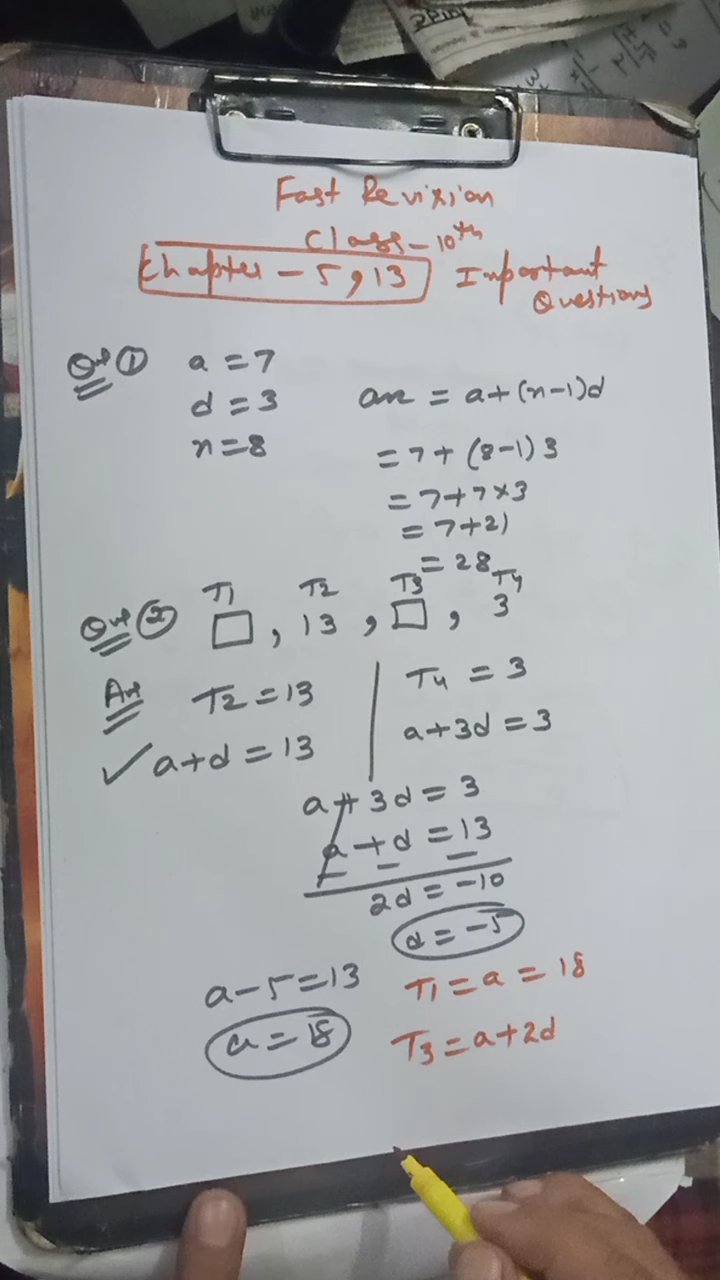 Fast Revision
Class-10th
Chapter - 5,13 Important
Questions
Que① a = 7
d = 3 an = a+(n-1)d
n=8 = 7+(8-1)3
= 7+7×3
= 7+21
= 28
T1 T2 T3 T4
Que② □, 13, □, 3
Ans T2 = 13 T4 = 3
✓a+d = 13 a+3d = 3
a+3d = 3
a+d = 13
- - -
2d = -10
d = -5
a-5=13 T1 = a = 18
a = 18 T3 = a+2d